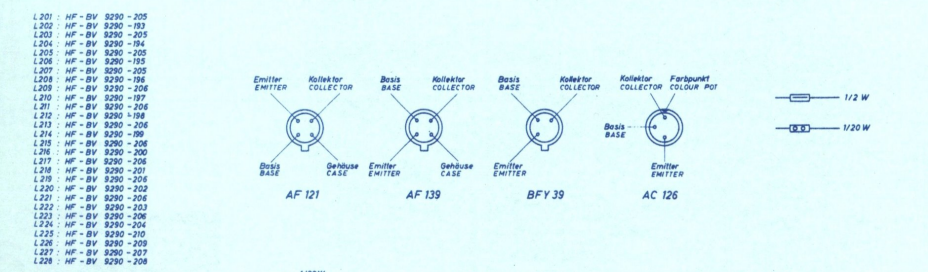 L201 : HF - BV 9290 - 205
L202 : HF - BV 9290 - 193
L203 : HF - BV 9290 - 205
L204 : HF - BV 9290 - 194
L205 : HF - BV 9290 - 205
L206 : HF - BV 9290 - 195
L207 : HF - BV 9290 - 205
L208 : HF - BV 9290 - 196
L209 : HF - BV 9290 - 206
L210 : HF - BV 9290 - 197
L211 : HF - BV 9290 - 206
L212 : HF - BV 9290 - 198
L213 : HF - BV 9290 - 206
L214 : HF - BV 9290 - 199
L215 : HF - BV 9290 - 206
L216 : HF - BV 9290 - 200
L217 : HF - BV 9290 - 206
L218 : HF - BV 9290 - 201
L219 : HF - BV 9290 - 206
L220 : HF - BV 9290 - 202
L221 : HF - BV 9290 - 206
L222 : HF - BV 9290 - 203
L223 : HF - BV 9290 - 206
L224 : HF - BV 9290 - 204
L225 : HF - BV 9290 - 210
L226 : HF - BV 9290 - 209
L227 : HF - BV 9290 - 207
L228 : HF - BV 9290 - 208
Emitter Kollektor
EMITTER COLLECTOR
Basis Gehäuse
BASE CASE
AF 121
Basis Kollektor
BASE COLLECTOR
Emitter Gehäuse
EMITTER CASE
AF 139
Basis Kollektor
BASE COLLECTOR
Emitter
EMITTER
BFY 39
Kollektor Farbpunkt
COLLECTOR COLOUR POT
Basis
BASE
Emitter
EMITTER
AC 126
1/2 W
1/20 W